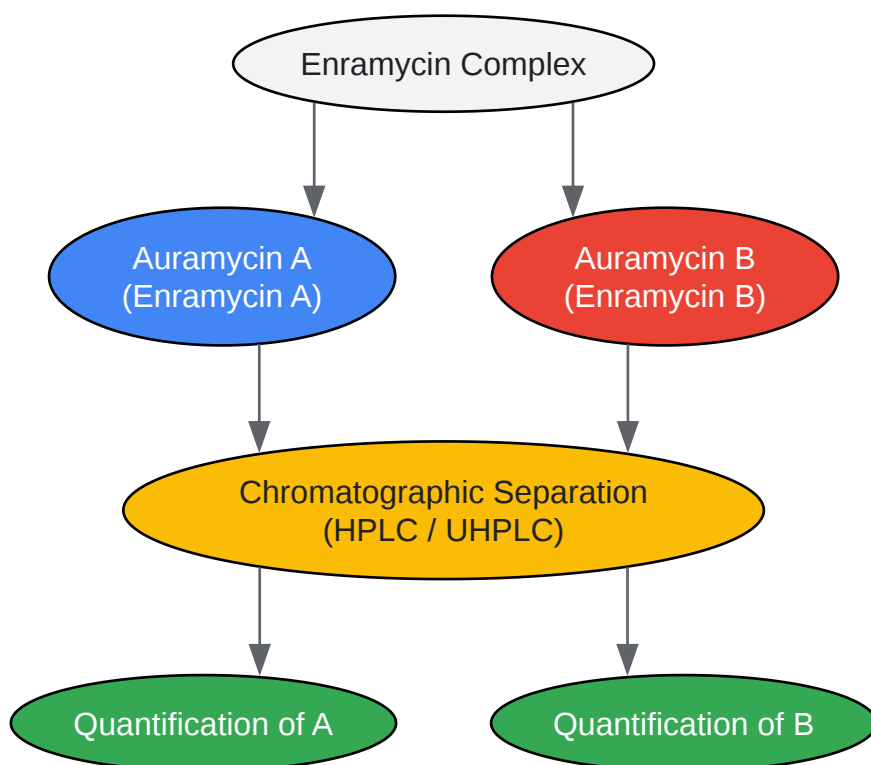 Enramycin Complex
Auramycin A
(Enramycin A)
Auramycin B
(Enramycin B)
Chromatographic Separation
(HPLC / UHPLC)
Quantification of A
Quantification of B